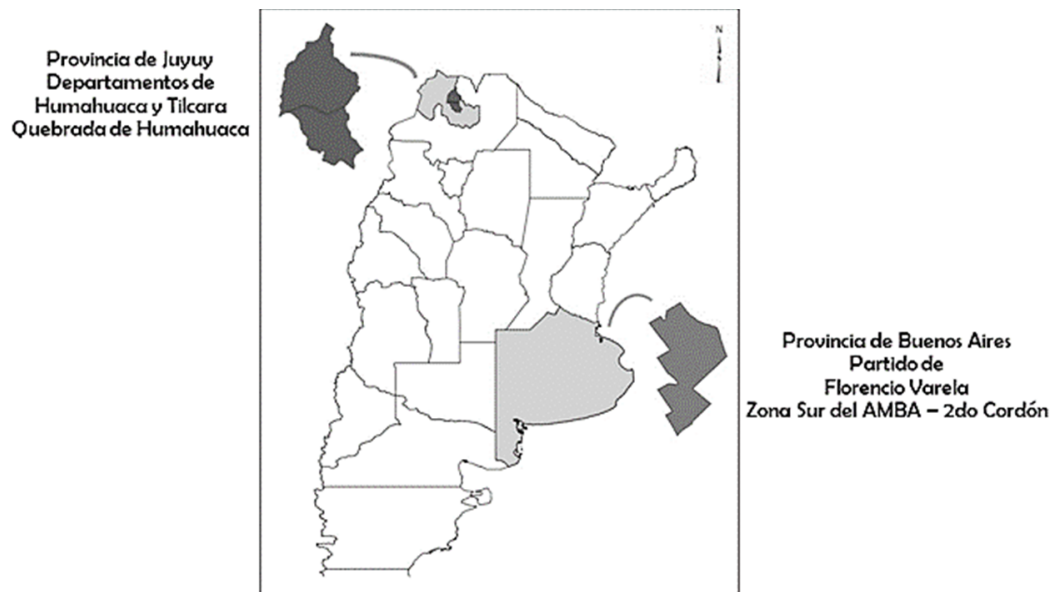 Provincia de Juyuy
Departamentos de
Humahuaca y Tilcara
Quebrada de Humahuaca
N
Provincia de Buenos Aires
Partido de
Florencio Varela
Zona Sur del AMBA – 2do Cordón